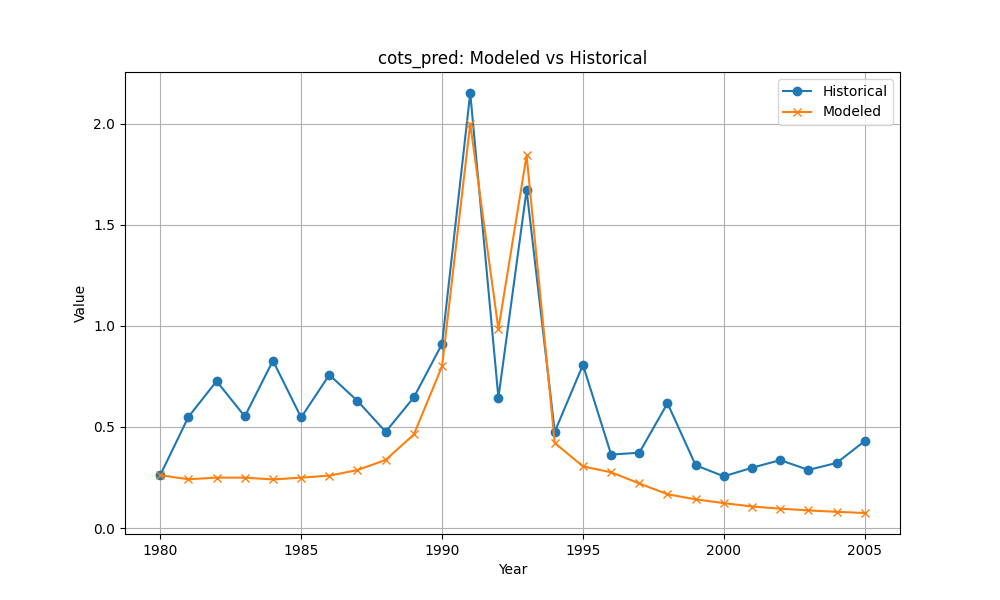 cots_pred: Modeled vs Historical
Historical
Modeled
2.0
1.5
1.0
0.5
0.0
Value
1980
1985
1990
1995
2000
2005
Year